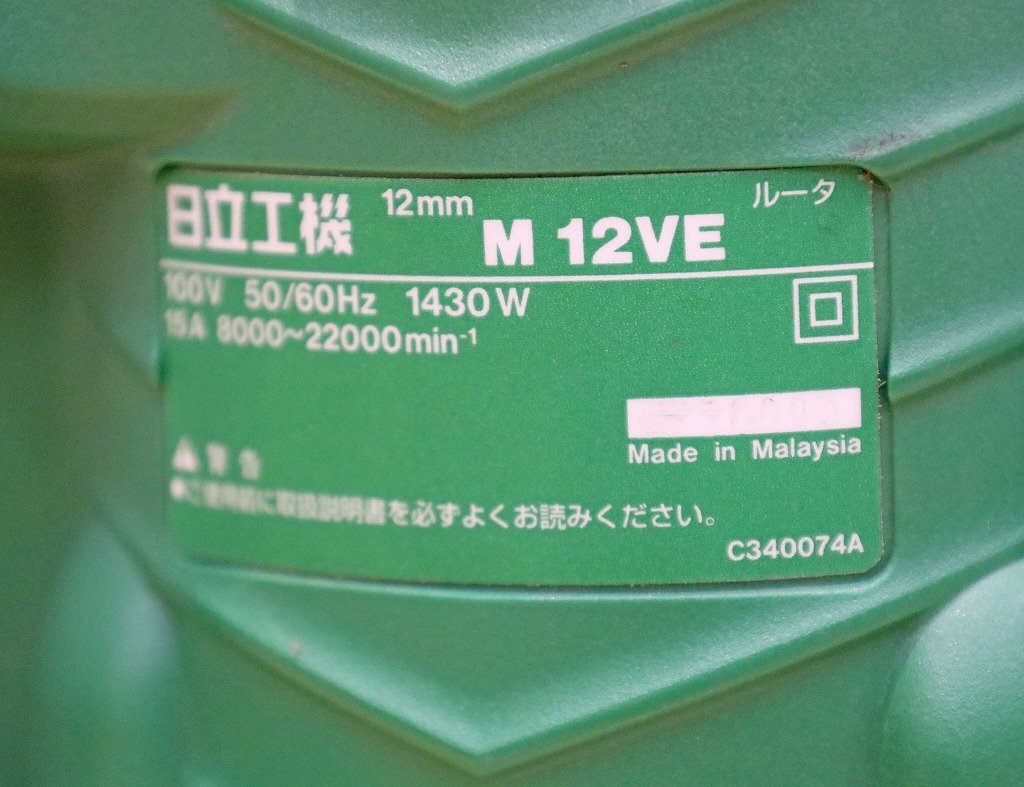 日立工機 12mm M 12VE ルータ
100V 50/60Hz 1430W
15A 8000~22000min⁻¹
Made in Malaysia
警告
●ご使用前に取扱説明書を必ずよくお読みください。
C340074A